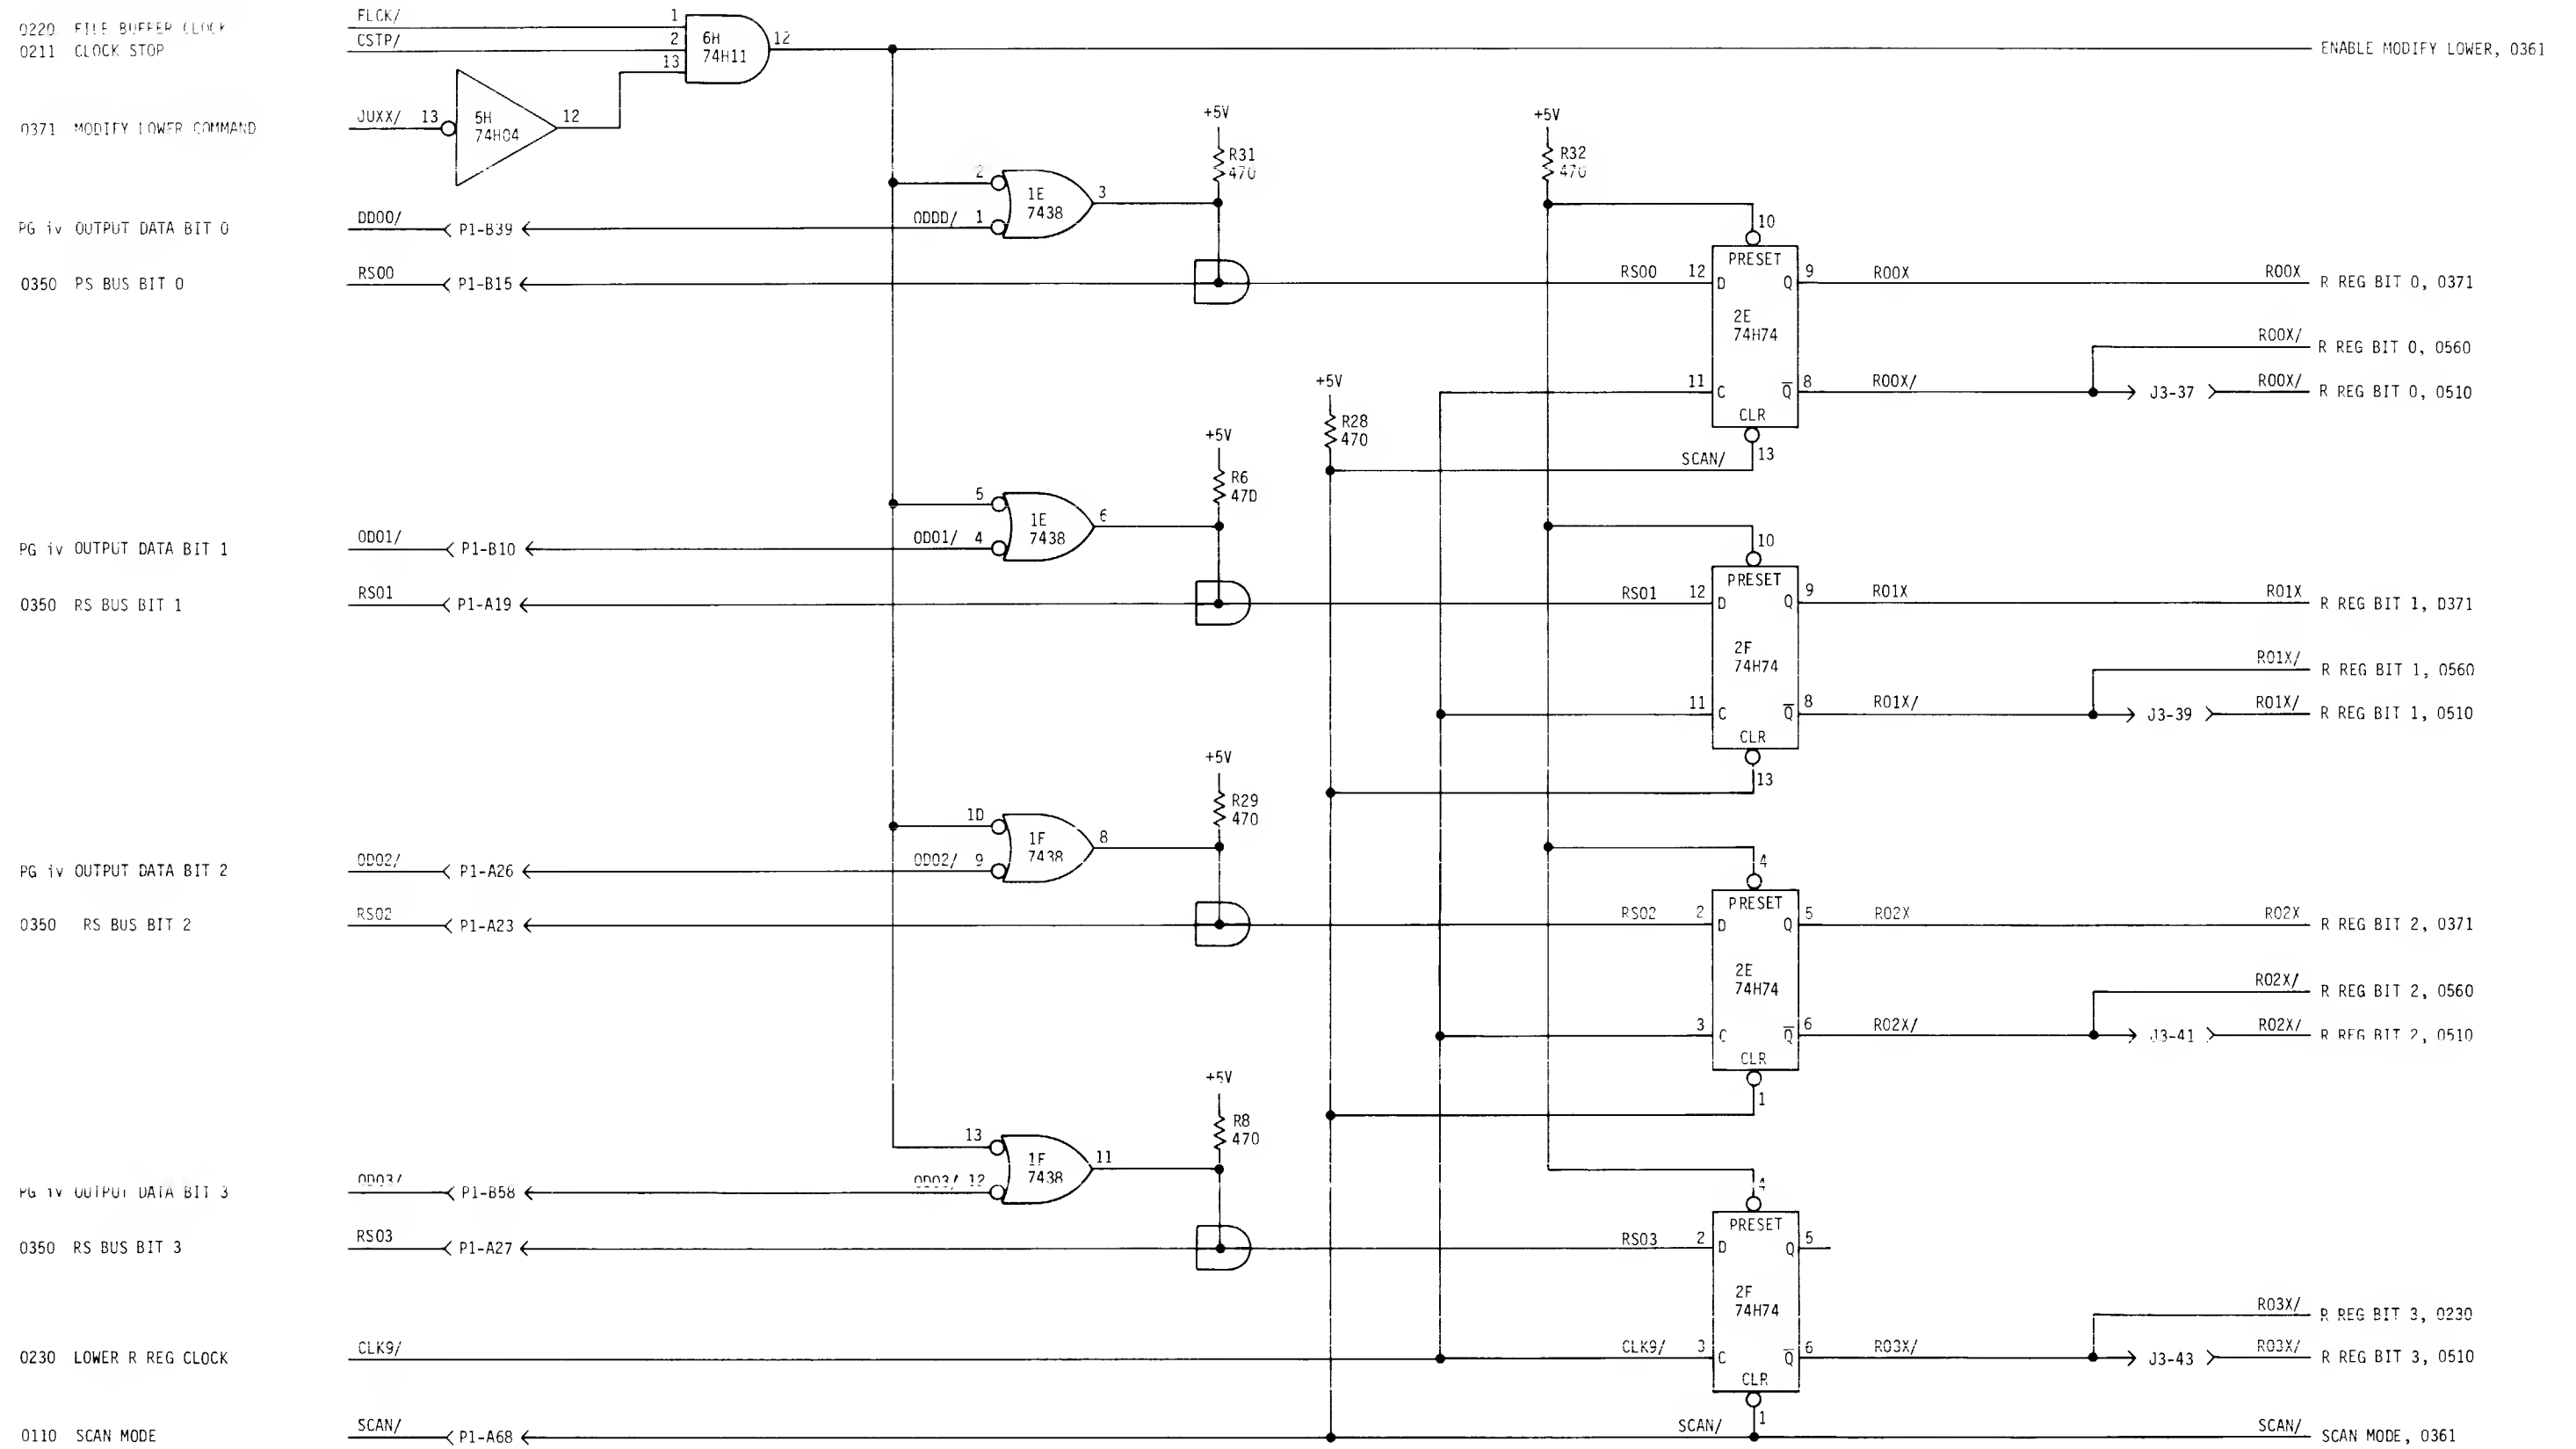 0220 FILE BUFFER CLOCK FLCK/ 1
0211 CLOCK STOP CSTP/ 2
13
6H
74H11
12
ENABLE MODIFY LOWER, 0361
0371 MODIFY LOWER COMMAND JUXX/ 13
5H
74H04
12
+5V
R31
470
+5V
R32
470
2
1E
7438
3
PG iv OUTPUT DATA BIT 0 DD00/ P1-B39 ODDD/ 1
0350 PS BUS BIT 0 RS00 P1-B15 RS00 12
10
PRESET
D Q
2E
74H74
C Q
CLR
9 R00X R00X R REG BIT 0, 0371
R00X/ R REG BIT 0, 0560
11
8 R00X/ J3-37 R00X/ R REG BIT 0, 0510
+5V
R28
470
SCAN/ 13
+5V
R6
47D
5
1E
7438
6
PG iv OUTPUT DATA BIT 1 OD01/ P1-B10 OD01/ 4
0350 RS BUS BIT 1 RS01 P1-A19 RS01 12
10
PRESET
D Q
2F
74H74
C Q
CLR
9 R01X R01X R REG BIT 1, D371
R01X/ R REG BIT 1, 0560
11
8 R01X/ J3-39 R01X/ R REG BIT 1, 0510
13
+5V
R29
470
1D
1F
7438
8
PG iv OUTPUT DATA BIT 2 OD02/ P1-A26 OD02/ 9
0350 RS BUS BIT 2 RS02 P1-A23 RS02 2
4
PRESET
D Q
2E
74H74
C Q
CLR
5 R02X R02X R REG BIT 2, 0371
R02X/ R REG BIT 2, 0560
3
6 R02X/ J3-41 R02X/ R REG BIT 2, 0510
1
+5V
R8
470
13
1F
7438
11
PG iv OUTPUT DATA BIT 3 OD03/ P1-B58 OD03/ 12
0350 RS BUS BIT 3 RS03 P1-A27 RS03 2
4
PRESET
D Q
2F
74H74
C Q
CLR
5
R03X/ R REG BIT 3, 0230
0230 LOWER R REG CLOCK CLK9/ CLK9/ 3
6 R03X/ J3-43 R03X/ R REG BIT 3, 0510
1
0110 SCAN MODE SCAN/ P1-A68 SCAN/ SCAN/ SCAN MODE, 0361